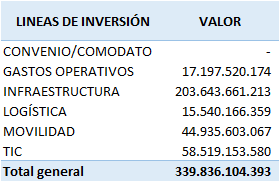 LINEAS DE INVERSIÓN VALOR
CONVENIO/COMODATO -
GASTOS OPERATIVOS 17.197.520.174
INFRAESTRUCTURA 203.643.661.213
LOGÍSTICA 15.540.166.359
MOVILIDAD 44.935.603.067
TIC 58.519.153.580
Total general 339.836.104.393